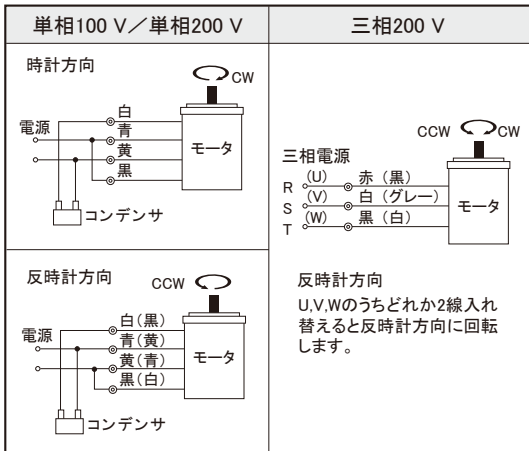 単相100 V／単相200 V
時計方向
CW
白
電源
青
黄
黒
モータ
コンデンサ
反時計方向
CCW
白(黒)
電源
青(黄)
黄(青)
黒(白)
モータ
コンデンサ
三相200 V
CCW CW
三相電源
R (U) 赤（黒）
S (V) 白（グレー）
T (W) 黒（白）
モータ
反時計方向
U,V,Wのうちどれか2線入れ
替えると反時計方向に回転
します。